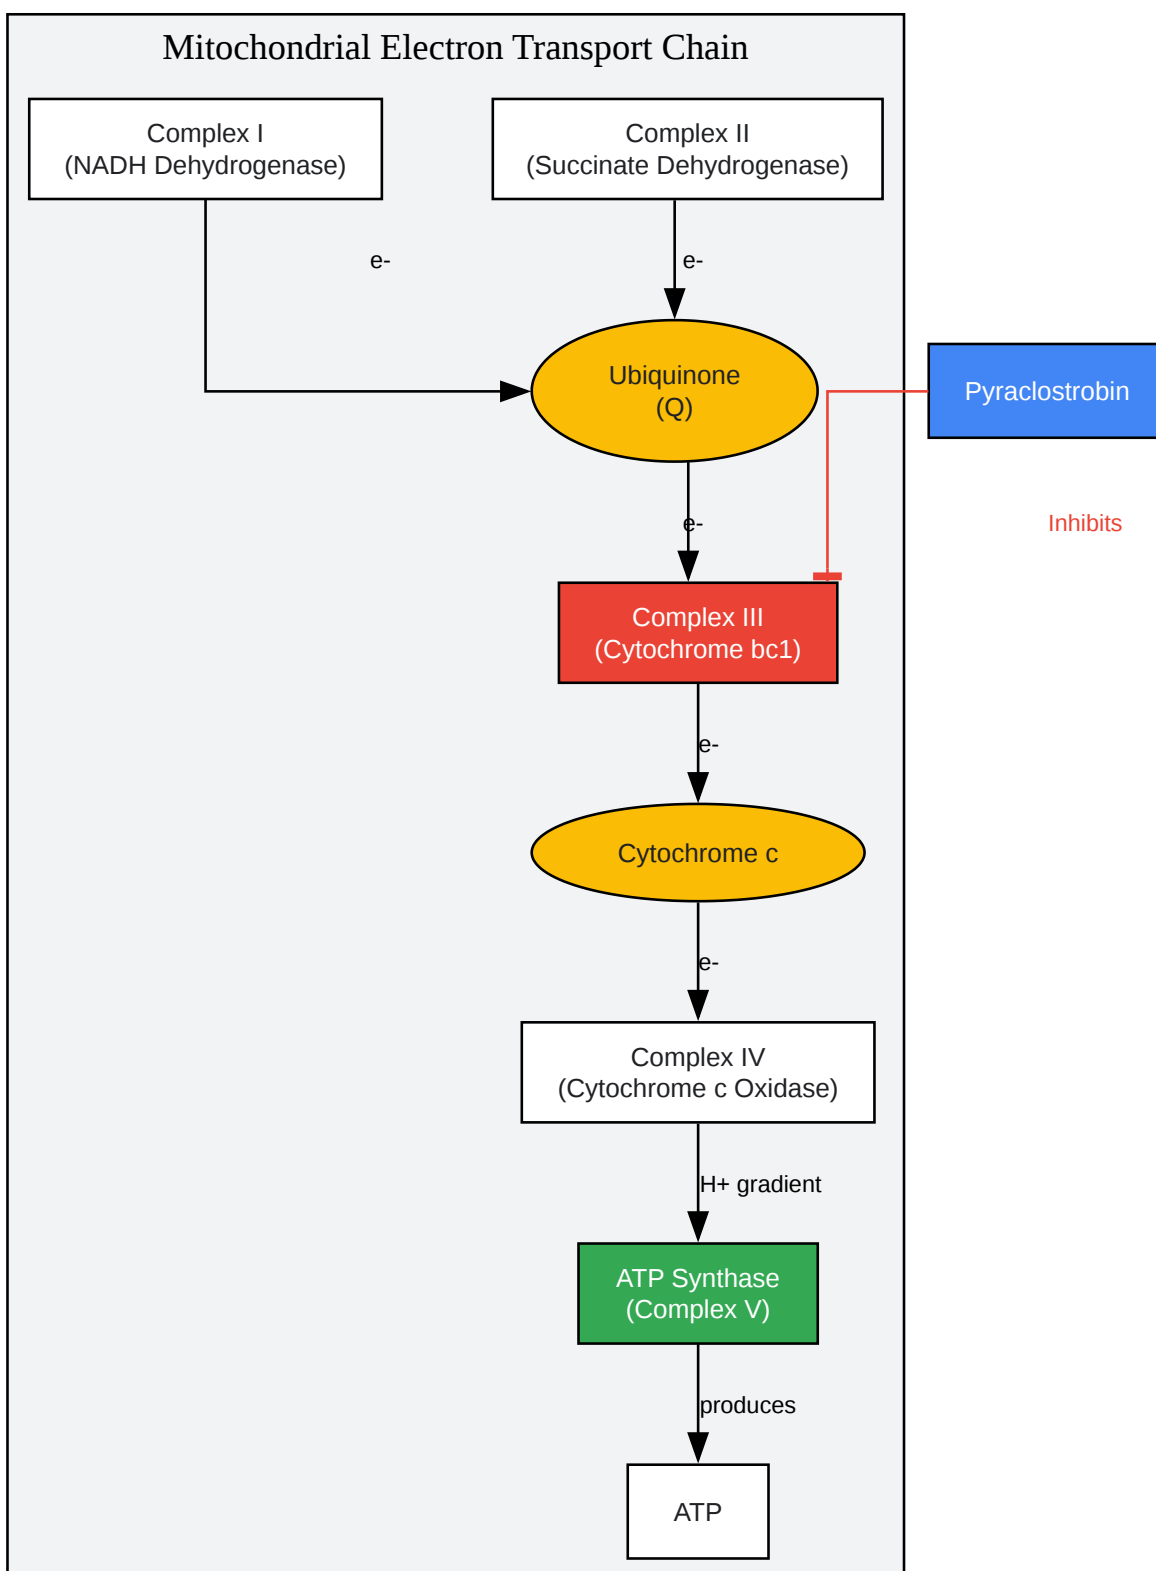 Mitochondrial Electron Transport Chain
Complex I
(NADH Dehydrogenase)
Complex II
(Succinate Dehydrogenase)
e-
e-
Ubiquinone
(Q)
Pyraclostrobin
e-
Inhibits
Complex III
(Cytochrome bc1)
e-
Cytochrome c
e-
Complex IV
(Cytochrome c Oxidase)
H+ gradient
ATP Synthase
(Complex V)
produces
ATP